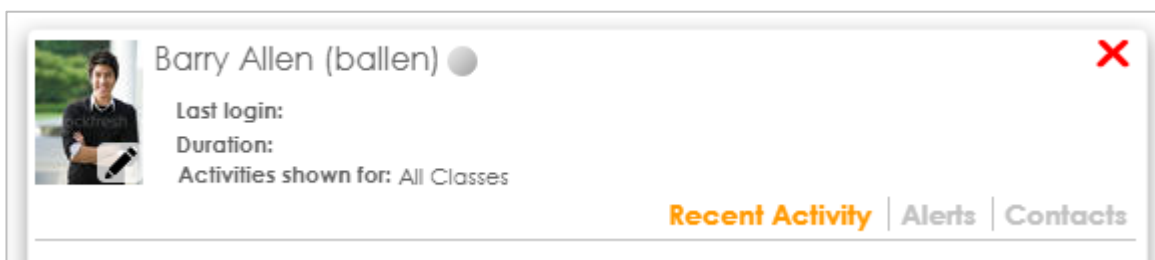 Barry Allen (ballen)
Last login:
Duration:
Activities shown for: All Classes
Recent Activity | Alerts | Contacts